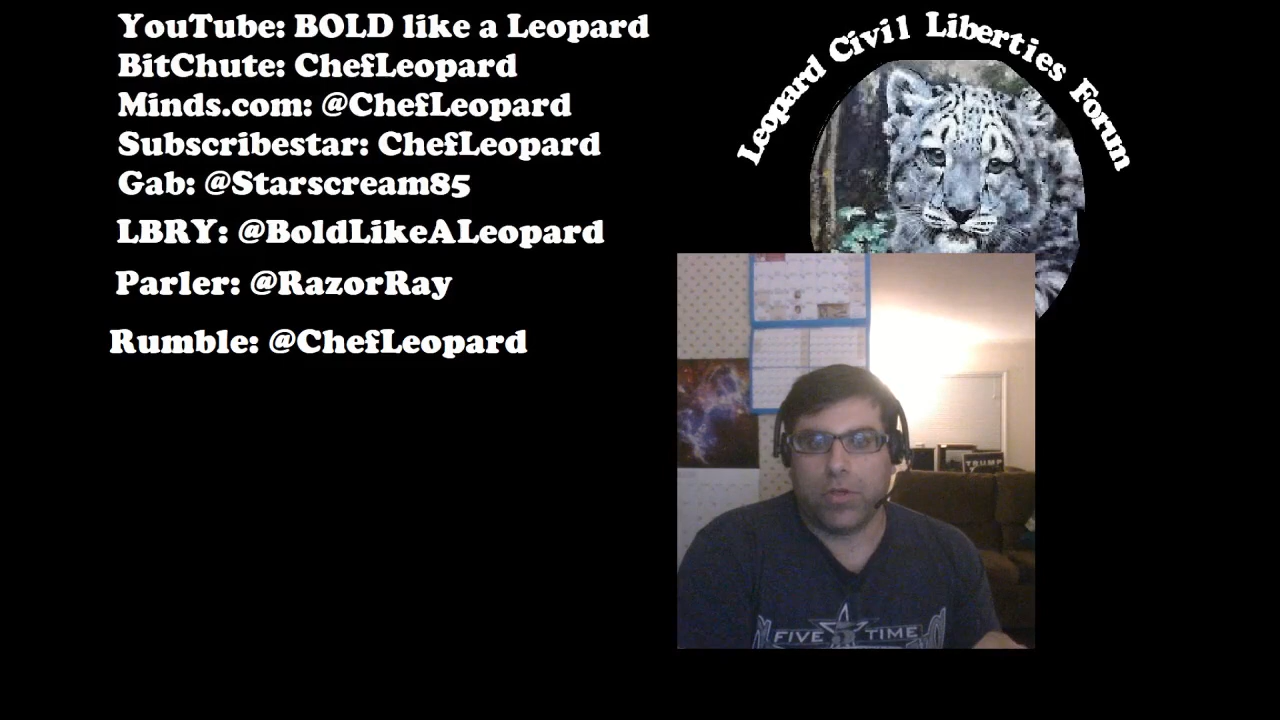 YouTube: BOLD like a Leopard
BitChute: ChefLeopard
Minds.com: @ChefLeopard
Subscribestar: ChefLeopard
Gab: @Starscream85
LBRY: @BoldLikeALeopard
Parler: @RazorRay
Rumble: @ChefLeopard
Leopard Civil Liberties Forum
TRUMP
FIVE TIME